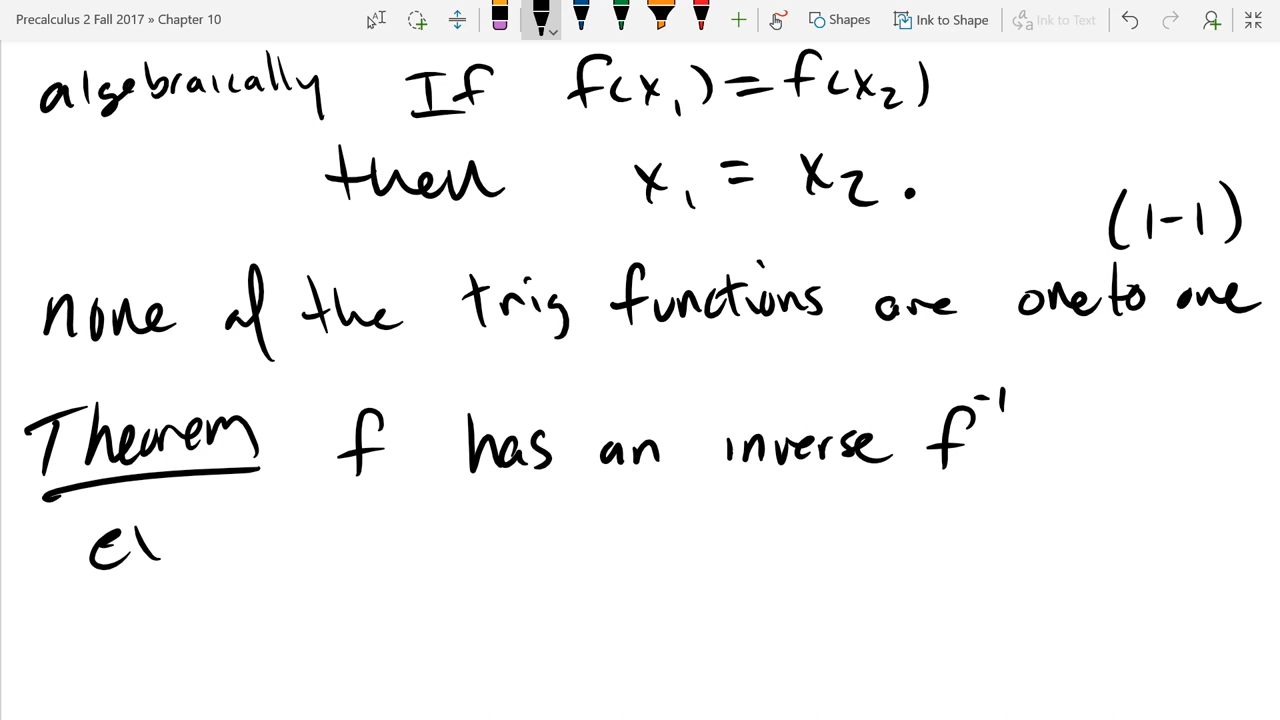 Precalculus 2 Fall 2017 » Chapter 10
Shapes
Ink to Shape
Ink to Text
algebraically If f(x₁) = f(x₂)
then x₁ = x₂.
(1-1)
none of the trig functions are one to one
Theorem f has an inverse f⁻¹